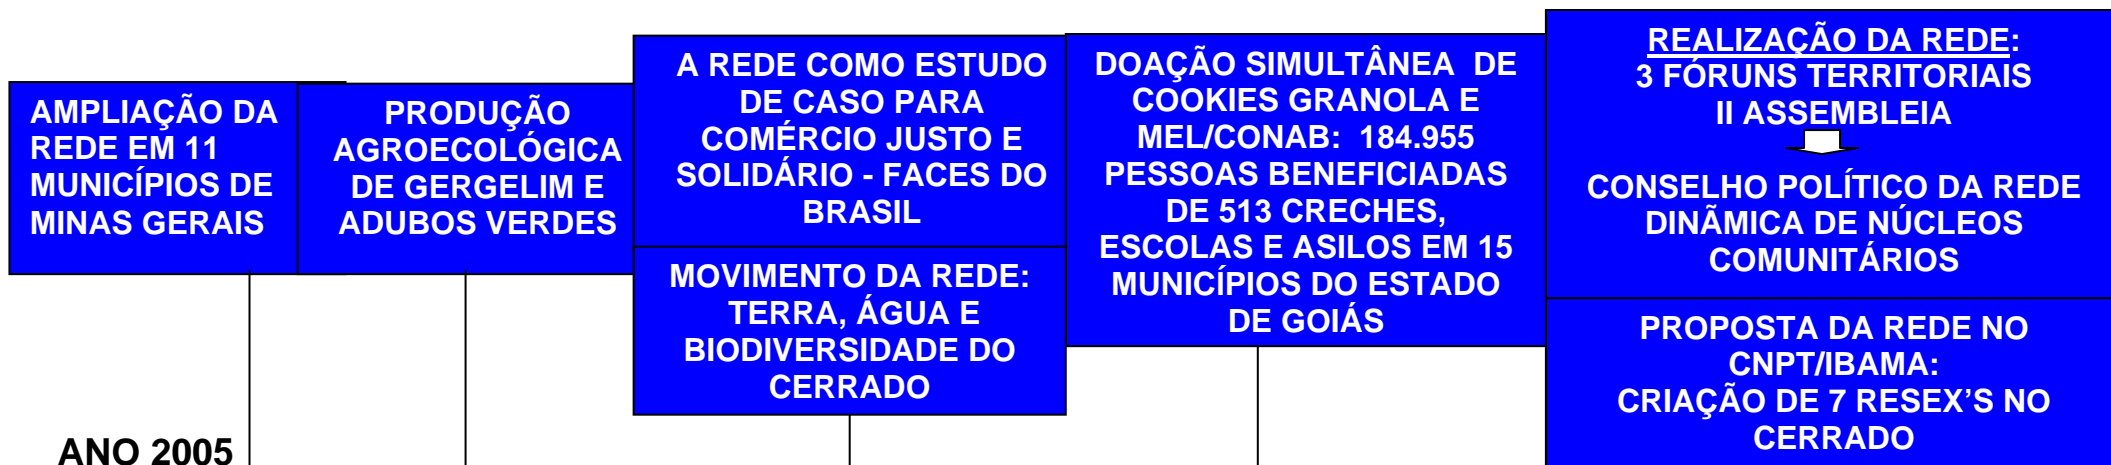 AMPLIAÇÃO DA
REDE EM 11
MUNICÍPIOS DE
MINAS GERAIS
PRODUÇÃO
AGROECOLÓGICA
DE GERGELIM E
ADUBOS VERDES
A REDE COMO ESTUDO
DE CASO PARA
COMÉRCIO JUSTO E
SOLIDÁRIO - FACES DO
BRASIL
MOVIMENTO DA REDE:
TERRA, ÁGUA E
BIODIVERSIDADE DO
CERRADO
DOAÇÃO SIMULTÂNEA DE
COOKIES GRANOLA E
MEL/CONAB: 184.955
PESSOAS BENEFICIADAS
DE 513 CRECHES,
ESCOLAS E ASILOS EM 15
MUNICÍPIOS DO ESTADO
DE GOIÁS
REALIZAÇÃO DA REDE:
3 FÓRUNS TERRITORIAIS
II ASSEMBLEIA
CONSELHO POLÍTICO DA REDE
DINÃMICA DE NÚCLEOS
COMUNITÁRIOS
PROPOSTA DA REDE NO
CNPT/IBAMA:
CRIAÇÃO DE 7 RESEX'S NO
CERRADO
ANO 2005